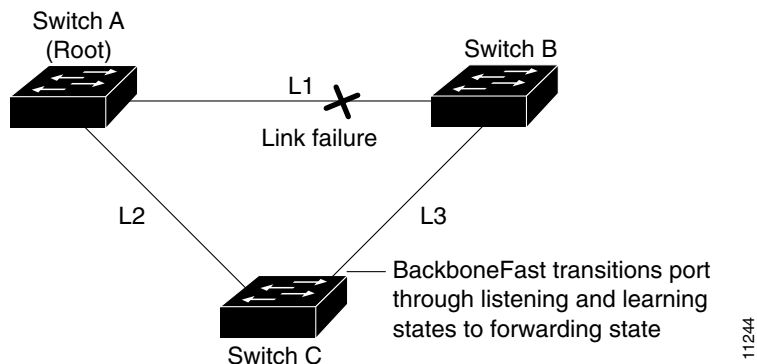 Switch A
(Root)
Switch B
L1
Link failure
L2
L3
BackboneFast transitions port
through listening and learning
states to forwarding state
Switch C
11244